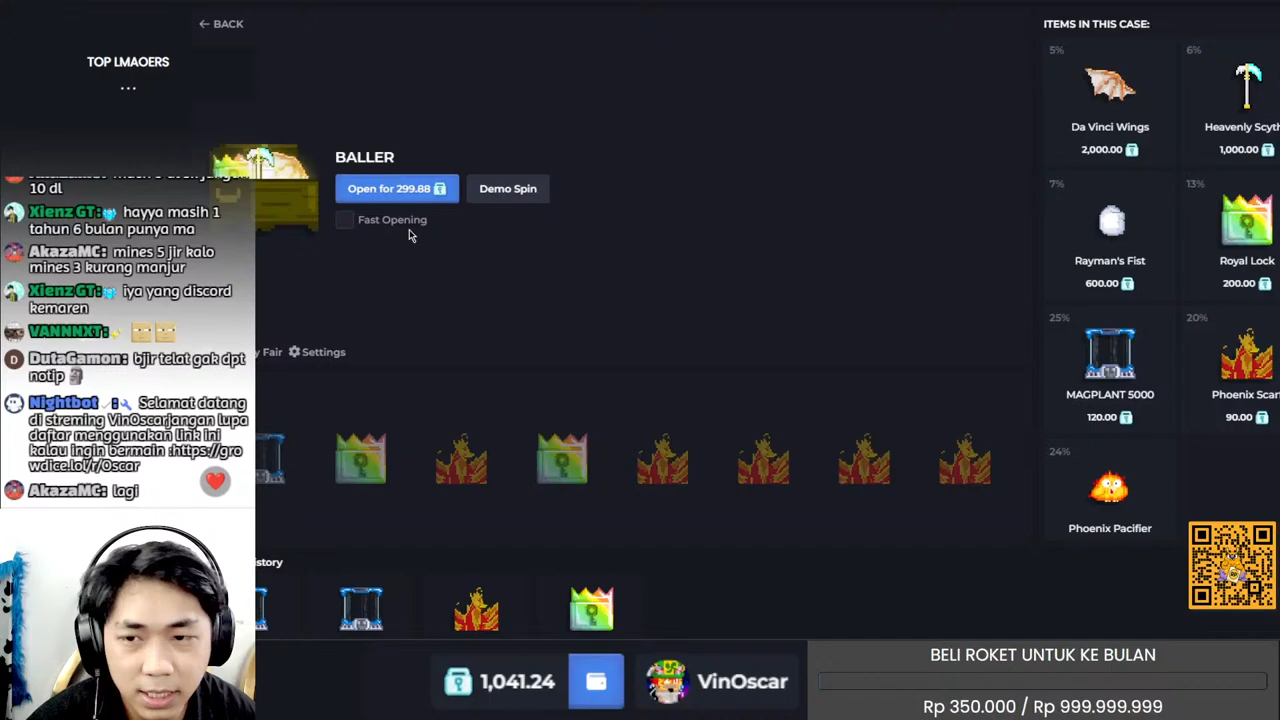 BACK
TOP LMAOERS
...
10 dl
Xienz GT: hayya masih 1
tahun 6 bulan punya ma
AkazaMC: mines 5 jir kalo
mines 3 kurang manjur
Xienz GT: iya yang discord
kemaren
VANNNXT:
DutaGamon: bjir telat gak dpt
notip
Nightbot : Selamat datang
di streming VinOscarjangan lupa
daftar menggunakan link ini
kalau ingin bermain :https://gro
wdice.lol/r/Oscar
AkazaMC: lagi
BALLER
Open for 299.88
Demo Spin
Fast Opening
y Fair
Settings
istory
ITEMS IN THIS CASE:
5%
Da Vinci Wings
2,000.00
6%
Heavenly Scyth
1,000.00
7%
Rayman's Fist
600.00
13%
Royal Lock
200.00
25%
MAGPLANT 5000
120.00
20%
Phoenix Scar
90.00
24%
Phoenix Pacifier
1,041.24
VinOscar
BELI ROKET UNTUK KE BULAN
Rp 350.000 / Rp 999.999.999